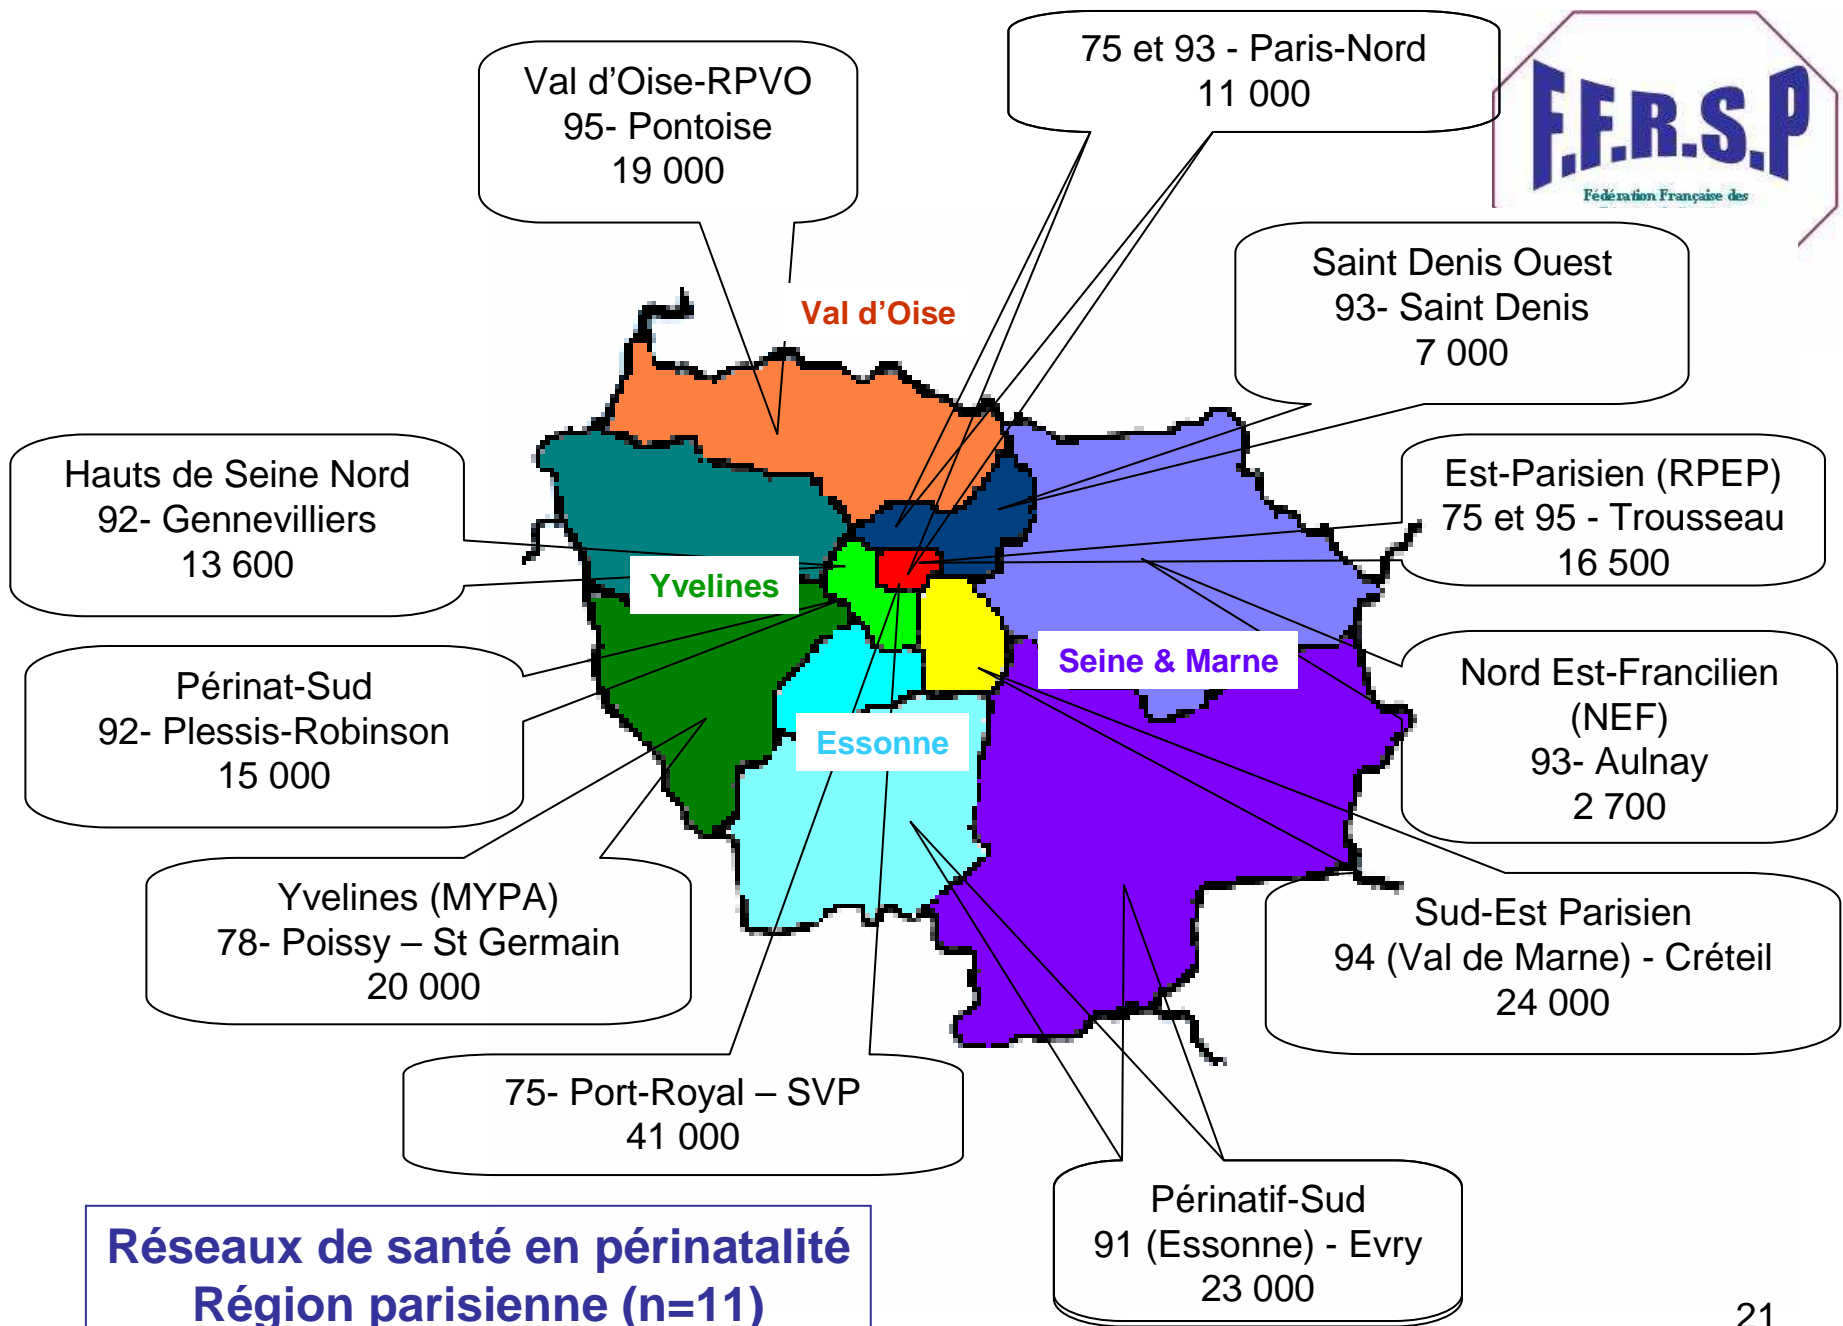 75 et 93 - Paris-Nord
11 000
F.F.R.S.P
Fédération Française des
Val d’Oise-RPVO
95- Pontoise
19 000
Saint Denis Ouest
93- Saint Denis
7 000
Val d’Oise
Hauts de Seine Nord
92- Gennevilliers
13 600
Est-Parisien (RPEP)
75 et 95 - Trousseau
16 500
Yvelines
Seine & Marne
Périnat-Sud
92- Plessis-Robinson
15 000
Nord Est-Francilien
(NEF)
93- Aulnay
2 700
Essonne
Yvelines (MYPA)
78- Poissy – St Germain
20 000
Sud-Est Parisien
94 (Val de Marne) - Créteil
24 000
75- Port-Royal – SVP
41 000
Périnatif-Sud
91 (Essonne) - Evry
23 000
Réseaux de santé en périnatalité
Région parisienne (n=11)
21